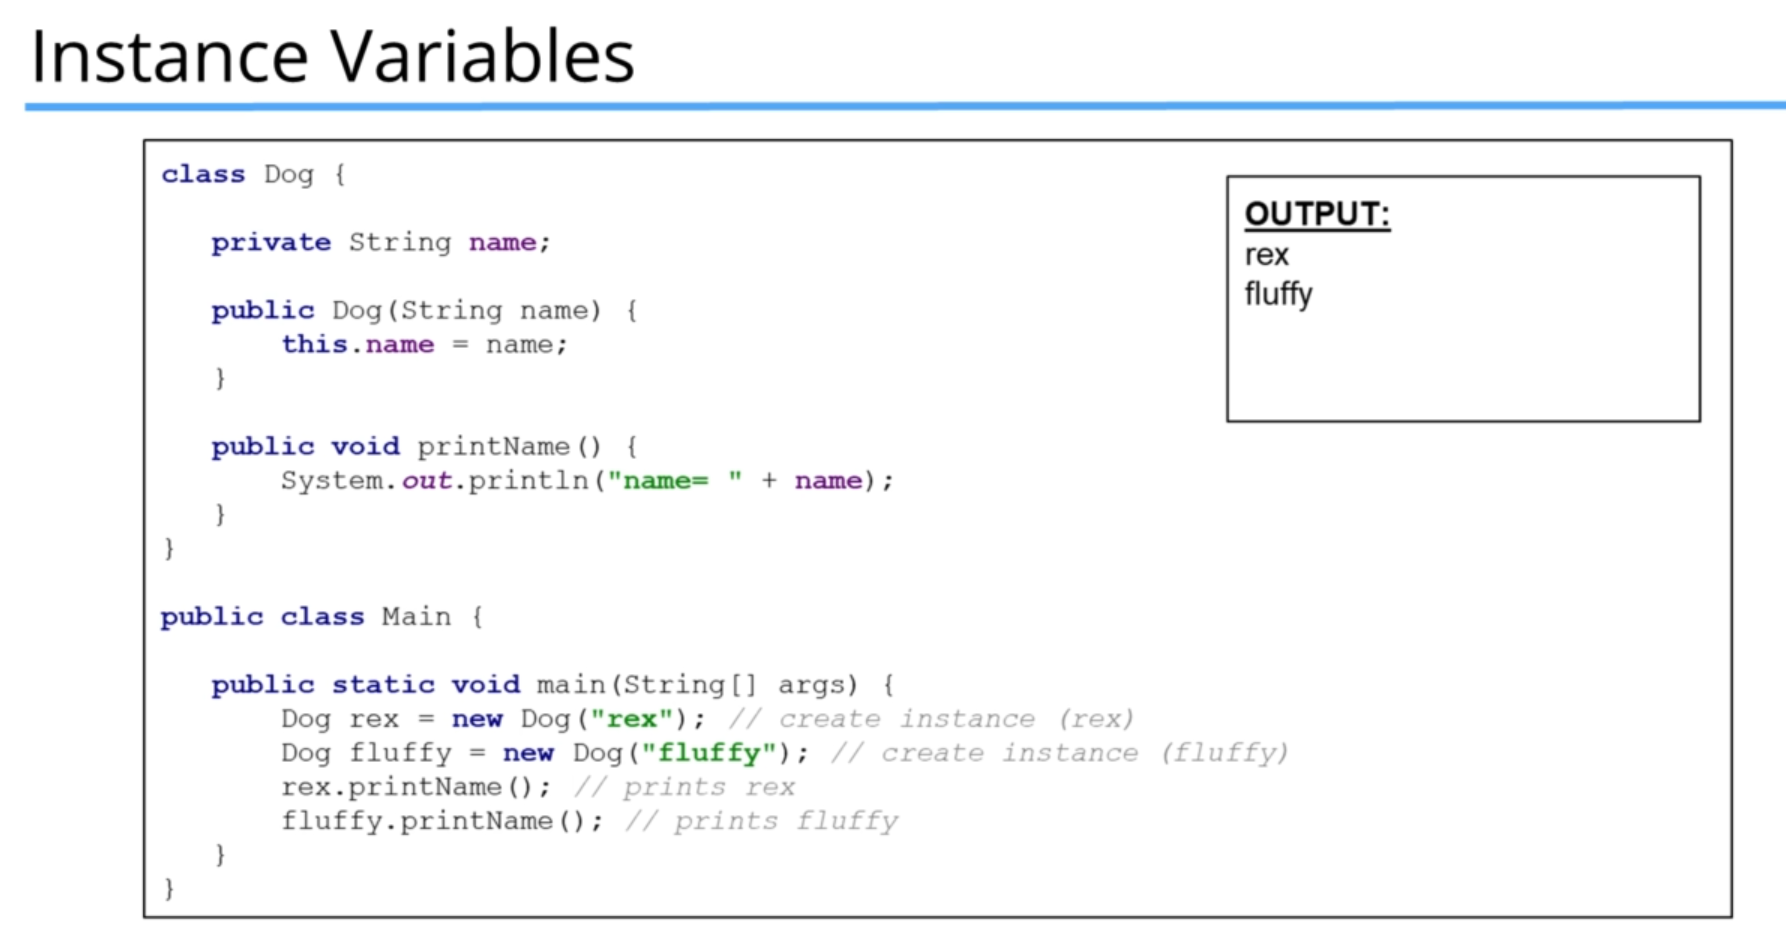 Instance Variables
class Dog {
private String name;
public Dog(String name) {
this.name = name;
}
public void printName() {
System.out.println("name= " + name);
}
}
public class Main {
public static void main(String[] args) {
Dog rex = new Dog("rex"); // create instance (rex)
Dog fluffy = new Dog("fluffy"); // create instance (fluffy)
rex.printName(); // prints rex
fluffy.printName(); // prints fluffy
}
}
OUTPUT:
rex
fluffy